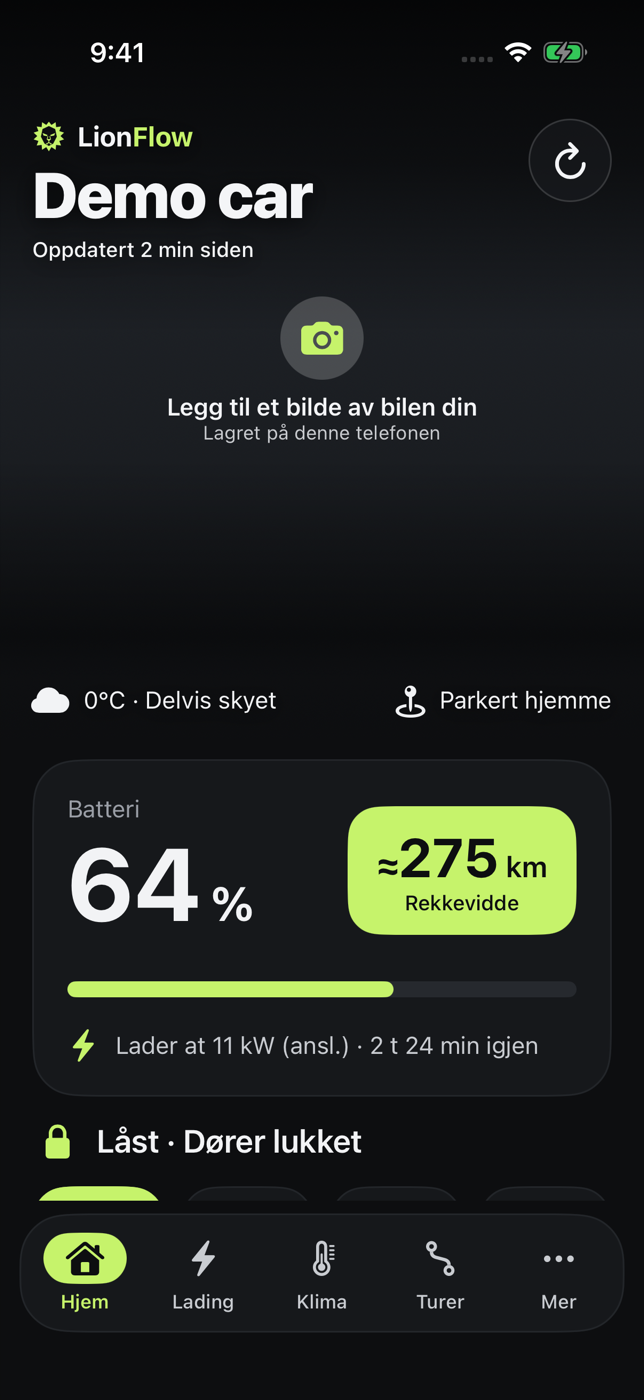 9:41
LionFlow
Demo car
Oppdatert 2 min siden
Legg til et bilde av bilen din
Lagret på denne telefonen
0°C · Delvis skyet
Parkert hjemme
Batteri
64 %
≈275 km
Rekkevidde
Lader at 11 kW (ansl.) · 2 t 24 min igjen
Låst · Dører lukket
Hjem
Lading
Klima
Turer
Mer